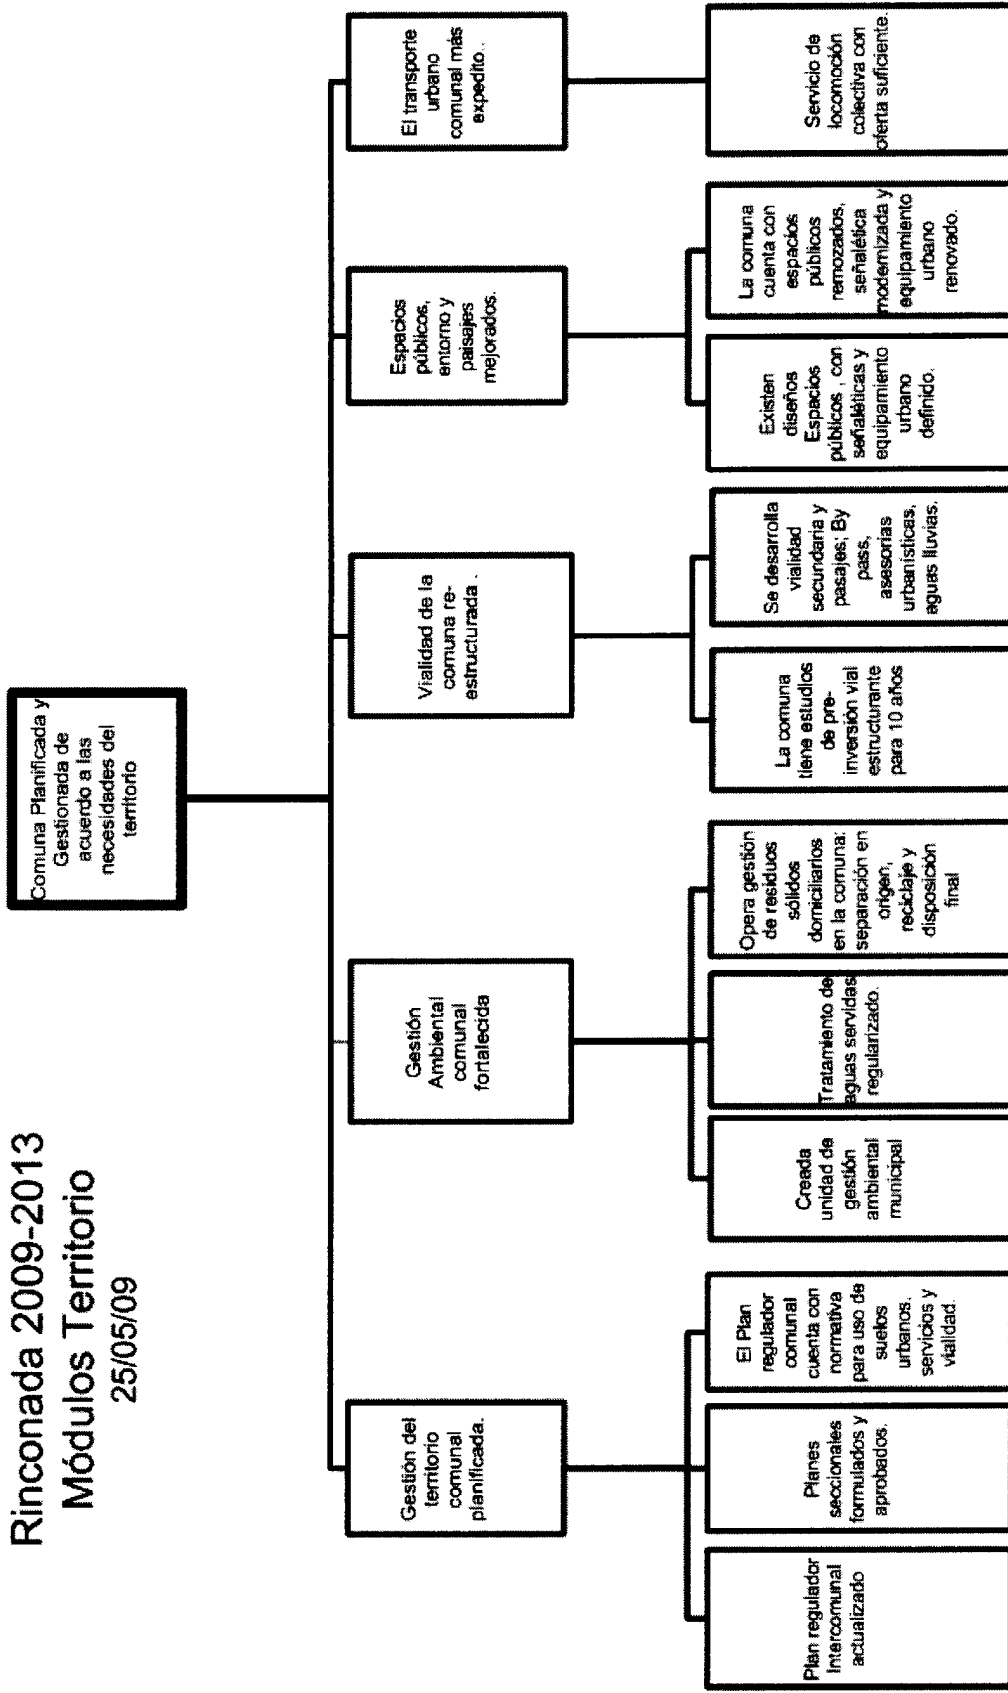 Rinconada 2009-2013
Módulos Territorio
25/05/09
Comuna Planificada y
Gestionada de
acuerdo a las
necesidades del
territorio
Gestión del
territorio
comunal
planificada.
Gestión
Ambiental
comunal
fortalecida
Vialidad de la
comuna re-
estructurada .
Espacios
públicos,
entorno y
paisajes
mejorados.
El transporte
urbano
comunal más
expedito..
Plan regulador
Intercomunal
actualizado
Planes
seccionales
formulados y
aprobados.
El Plan
regulador
comunal
cuenta con
normativa
para uso de
suelos
urbanos,
servicios y
vialidad.
Creada
unidad de
gestión
ambiental
municipal
Tratamiento de
aguas servidas
regularizado.
Opera gestión
de residuos
sólidos
domiciliarios
en la comuna:
separación en
origen,
reciclaje y
disposición
final
La comuna
tiene estudios
de pre-
inversión vial
estructurante
para 10 años
Se desarrolla
vialidad
secundaria y
pasajes; By
pass,
asesorías
urbanísticas,
aguas lluvias.
Existen
diseños
Espacios
públicos , con
señaléticas y
equipamiento
urbano
definido.
La comuna
cuenta con
espacios
públicos
remozados,
señalética
modernizada y
equipamiento
urbano
renovado.
Servicio de
locomoción
colectiva con
oferta suficiente.